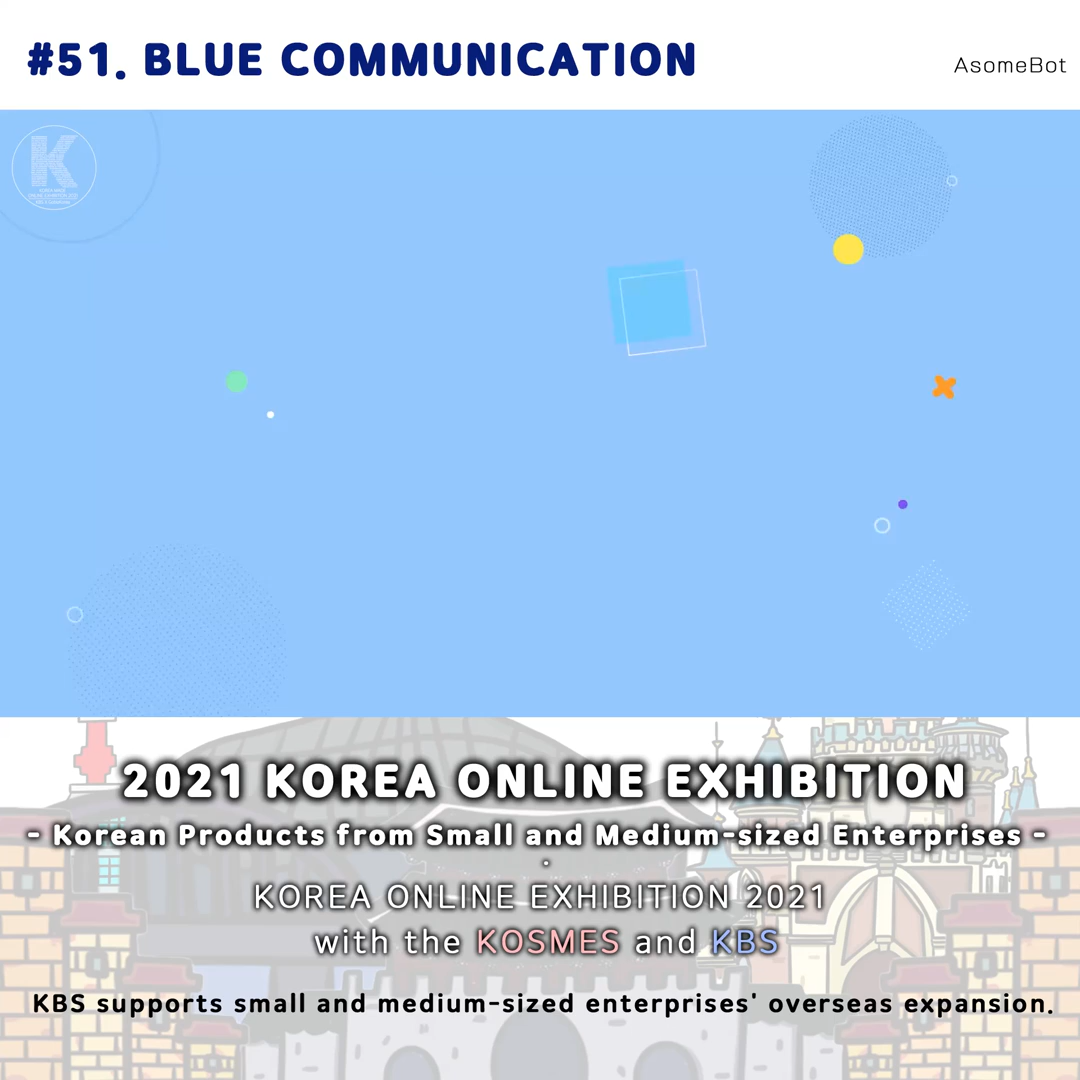 #51. BLUE COMMUNICATION
AsomeBot
K
2021 KOREA ONLINE EXHIBITION
- Korean Products from Small and Medium-sized Enterprises -
.
KOREA ONLINE EXHIBITION 2021
with the KOSMES and KBS
KBS supports small and medium-sized enterprises' overseas expansion.